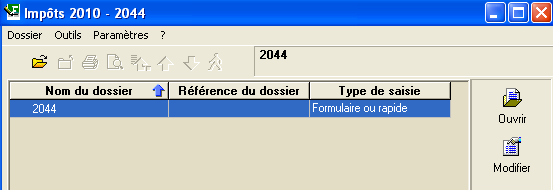 Impôts 2010 - 2044
Dossier Outils Paramètres ?
2044
Nom du dossier Référence du dossier Type de saisie
2044 Formulaire ou rapide
Ouvrir
Modifier